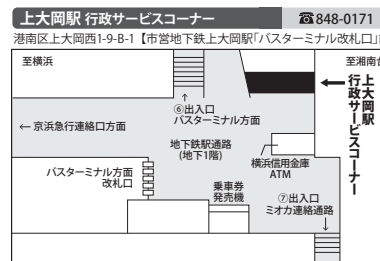 上大岡駅 行政サービスコーナー ☎848-0171
港南区上大岡西1-9-B-1【市営地下鉄上大岡駅「バスターミナル改札口」
至横浜
至湘南台
上大岡駅
行政サービスコーナー
⑥出入口
バスターミナル方面
← 京浜急行連絡口方面
地下鉄駅通路
(地下1階)
横浜信用金庫
ATM
バスターミナル方面
改札口
乗車券
発売機
⑦出入口
ミオカ連絡通路